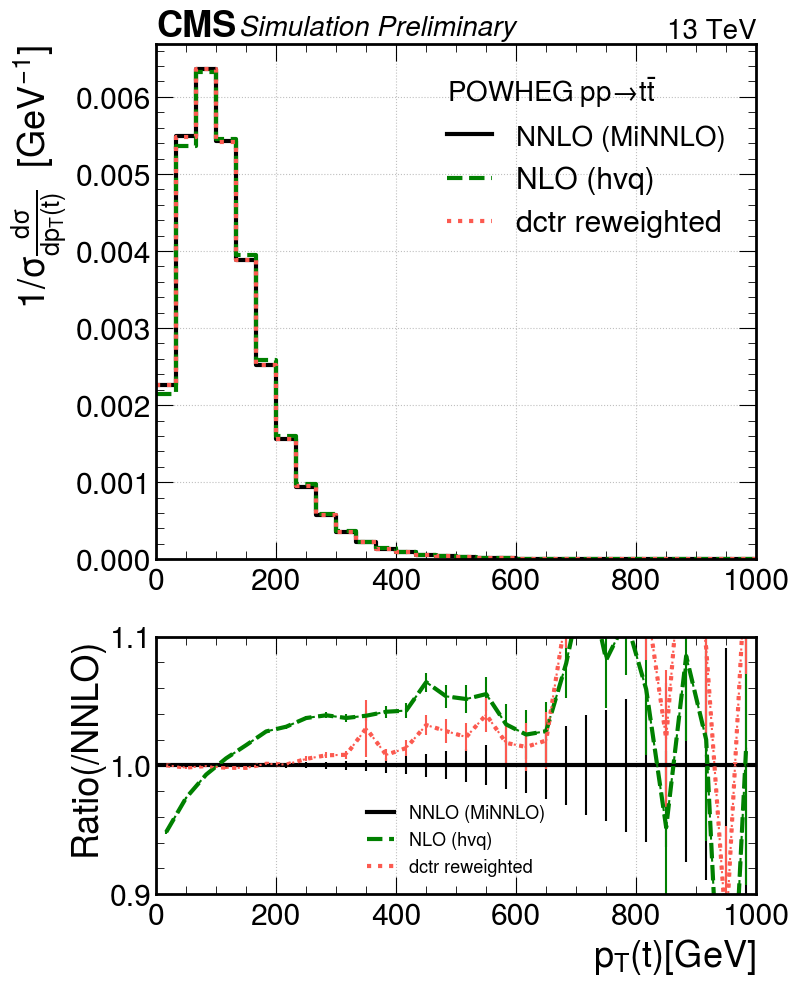 CMS Simulation Preliminary 13 TeV
1/σ dσ/dp_T(t) [GeV⁻¹]
0.006
0.005
0.004
0.003
0.002
0.001
0.000
POWHEG pp→tt̄
NNLO (MiNNLO)
NLO (hvq)
dctr reweighted
0 200 400 600 800 1000
Ratio(/NNLO)
1.1
1.0
0.9
NNLO (MiNNLO)
NLO (hvq)
dctr reweighted
0 200 400 600 800 1000
p_T(t)[GeV]